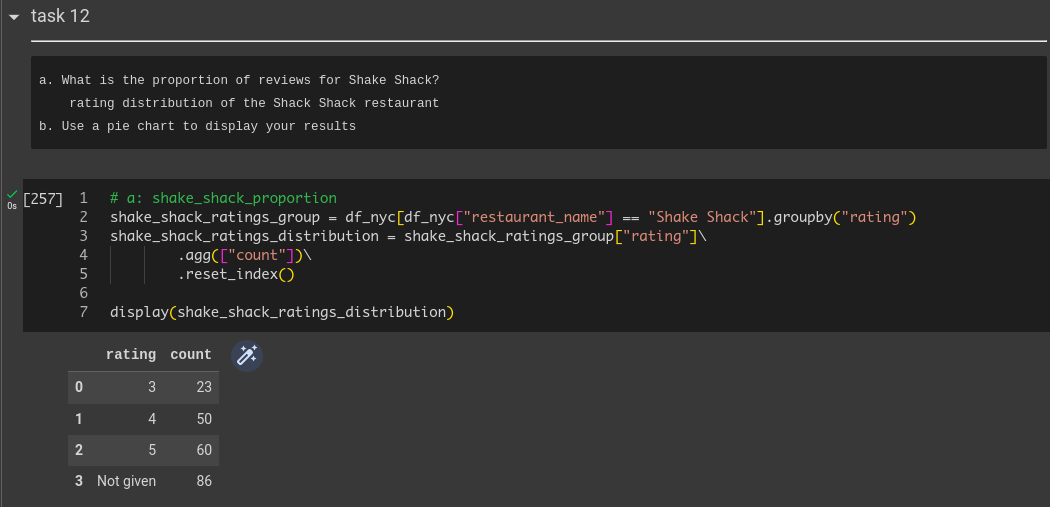 task 12
a. What is the proportion of reviews for Shake Shack?
rating distribution of the Shack Shack restaurant
b. Use a pie chart to display your results
0s
[257]
1 # a: shake_shack_proportion
2 shake_shack_ratings_group = df_nyc[df_nyc["restaurant_name"] == "Shake Shack"].groupby("rating")
3 shake_shack_ratings_distribution = shake_shack_ratings_group["rating"]\
4 .agg(["count"])\
5 .reset_index()
6
7 display(shake_shack_ratings_distribution)
rating count
0 3 23
1 4 50
2 5 60
3 Not given 86